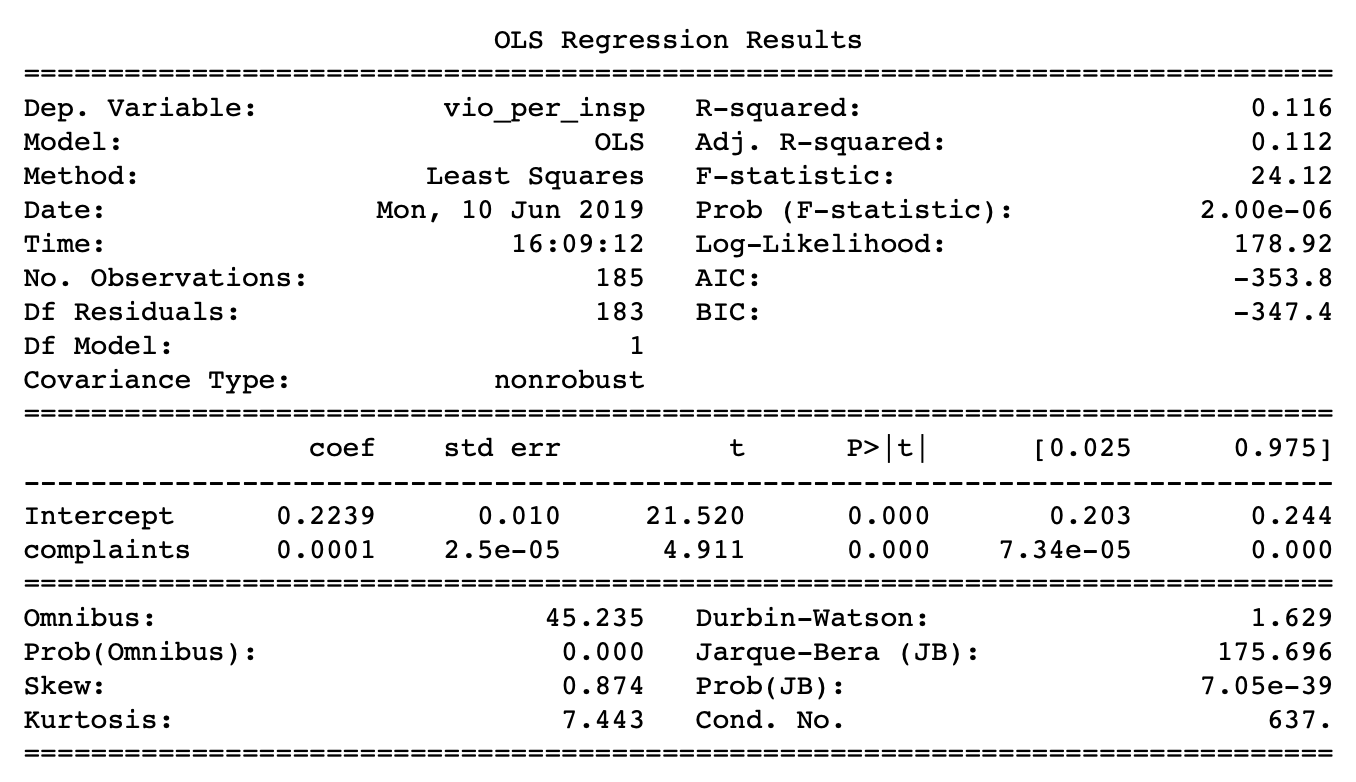 OLS Regression Results
==============================================================================
Dep. Variable:            vio_per_insp   R-squared:                       0.116
Model:                             OLS   Adj. R-squared:                  0.112
Method:                  Least Squares   F-statistic:                     24.12
Date:                 Mon, 10 Jun 2019   Prob (F-statistic):           2.00e-06
Time:                         16:09:12   Log-Likelihood:                 178.92
No. Observations:                  185   AIC:                            -353.8
Df Residuals:                      183   BIC:                            -347.4
Df Model:                            1
Covariance Type:             nonrobust
==============================================================================
                 coef    std err          t      P>|t|      [0.025      0.975]
------------------------------------------------------------------------------
Intercept      0.2239      0.010     21.520      0.000       0.203       0.244
complaints     0.0001    2.5e-05      4.911      0.000    7.34e-05       0.000
==============================================================================
Omnibus:                       45.235   Durbin-Watson:                   1.629
Prob(Omnibus):                  0.000   Jarque-Bera (JB):              175.696
Skew:                           0.874   Prob(JB):                     7.05e-39
Kurtosis:                       7.443   Cond. No.                         637.
==============================================================================